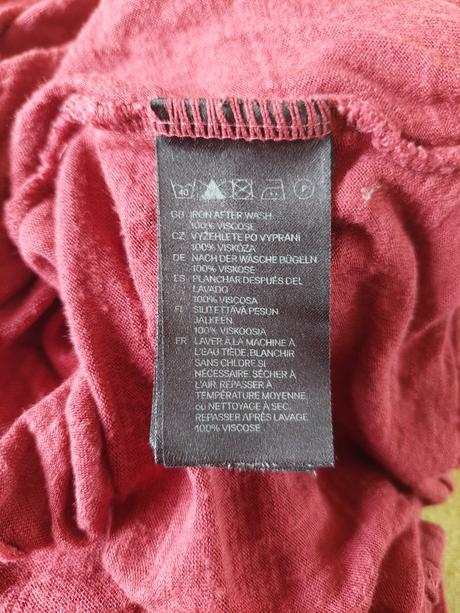 GB IRON AFTER WASH
100% VISCOSE
CZ VYŽEHLETE PO VYPRÁNÍ
100% VISKÓZA
DE NACH DER WÄSCHE BÜGELN
100% VISKOSE
ES PLANCHAR DESPUÉS DEL
LAVADO
100% VISCOSA
FI SILITETTÄVÄ PESUN
JÄLKEEN
100% VISKOOSIA
FR LAVER À LA MACHINE À
L'EAU TIÈDE, BLANCHIR
SANS CHLORE SI
NÉCESSAIRE, SÉCHER À
L'AIR, REPASSER À
TEMPÉRATURE MOYENNE,
ou NETTOYAGE À SEC.
REPASSER APRÈS LAVAGE
100% VISCOSE